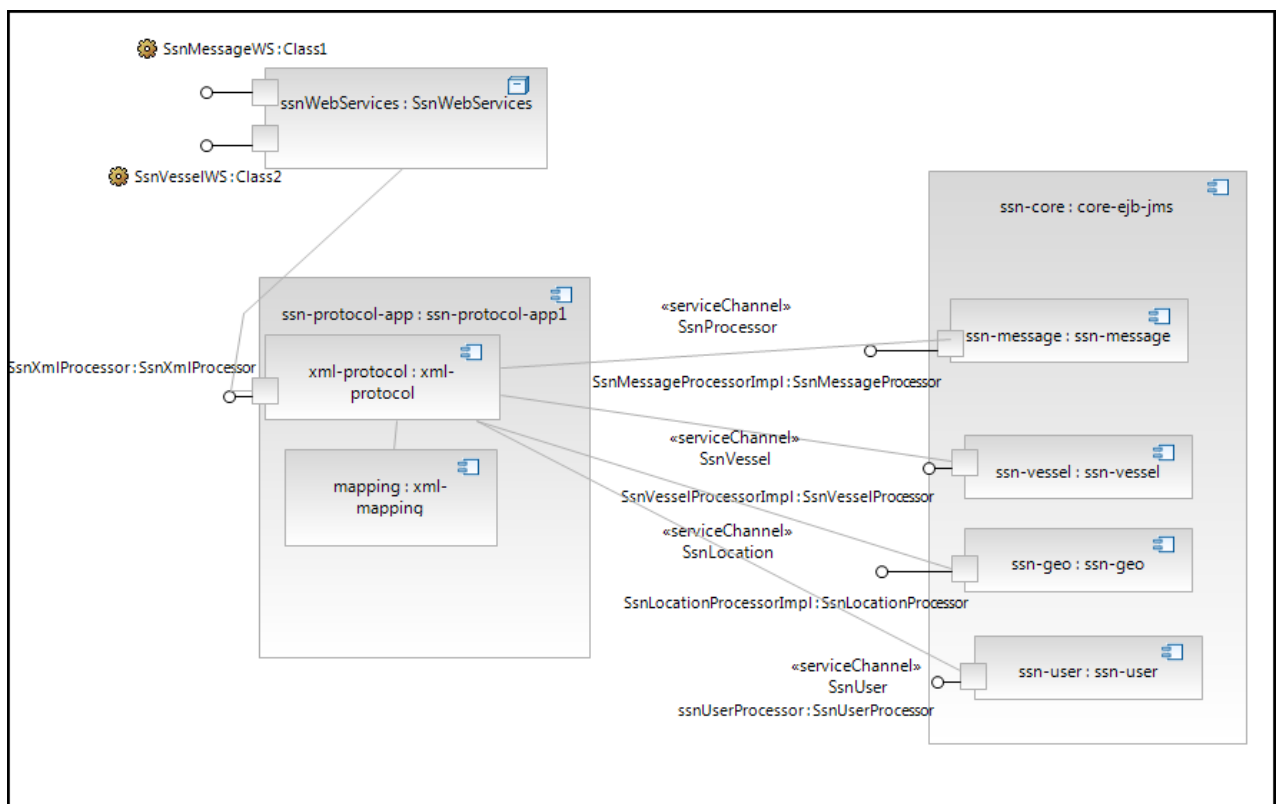 SsnMessageWS:Class1
ssnWebServices : SsnWebServices
SsnVesselWS:Class2
ssn-core : core-ejb-jms
ssn-protocol-app : ssn-protocol-app1
«serviceChannel»
SsnProcessor
ssn-message : ssn-message
SsnXmlProcessor:SsnXmlProcessor
xml-protocol : xml-
protocol
SsnMessageProcessorImpl:SsnMessageProcessor
«serviceChannel»
SsnVessel
ssn-vessel : ssn-vessel
mapping : xml-
mapping
SsnVesselProcessorImpl:SsnVesselProcessor
«serviceChannel»
SsnLocation
ssn-geo : ssn-geo
SsnLocationProcessorImpl:SsnLocationProcessor
«serviceChannel»
SsnUser
ssn-user : ssn-user
ssnUserProcessor:SsnUserProcessor